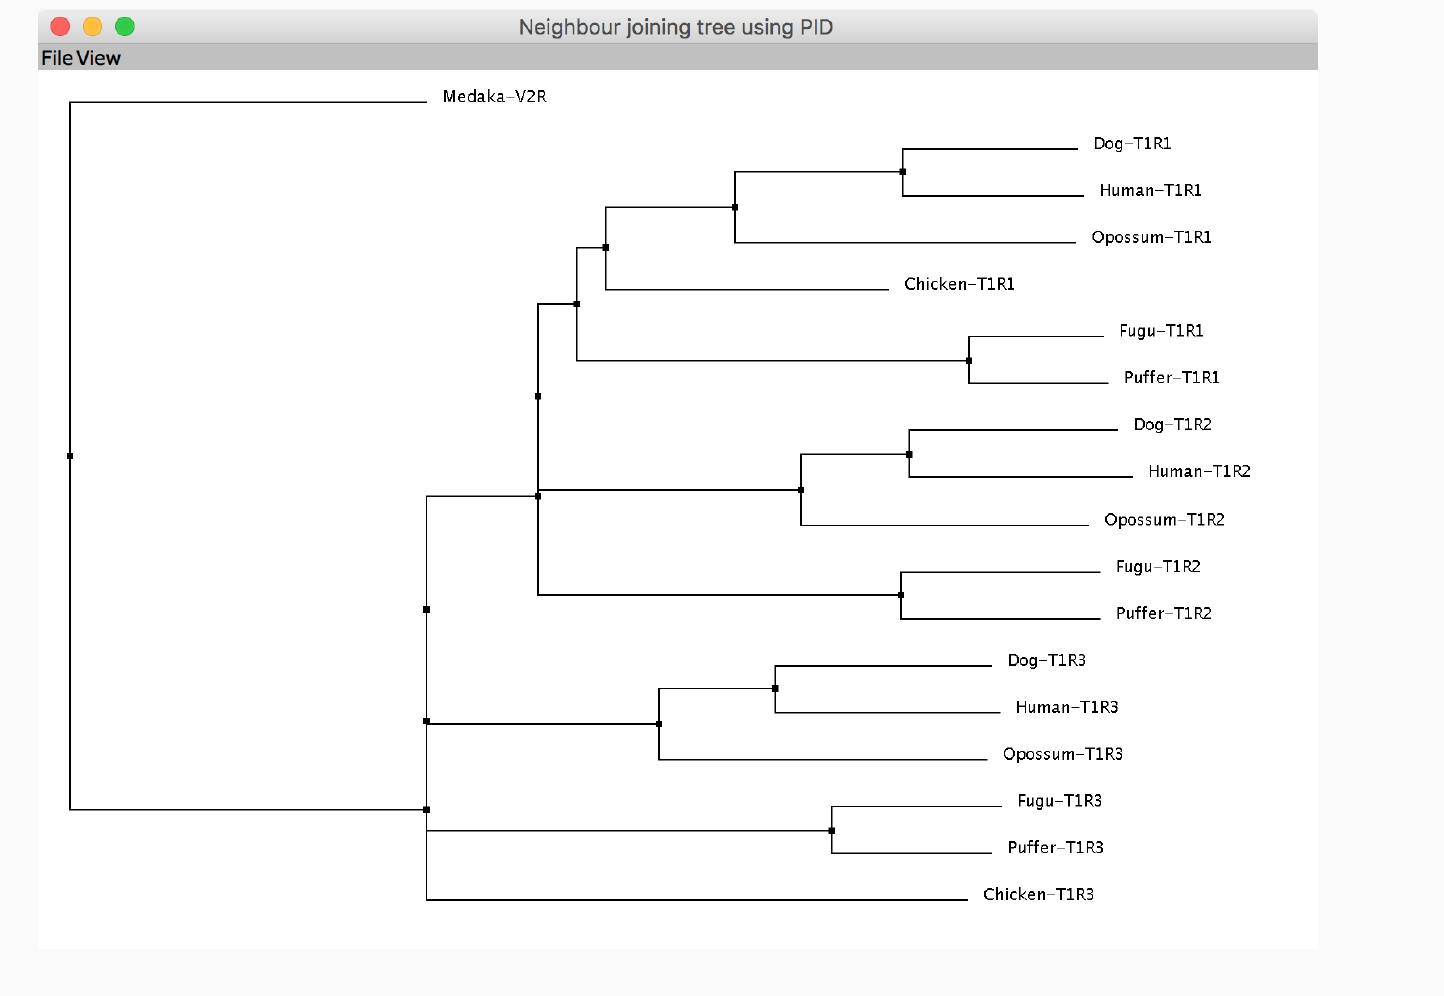 Neighbour joining tree using PID
File View
Medaka-V2R
Dog-T1R1
Human-T1R1
Opossum-T1R1
Chicken-T1R1
Fugu-T1R1
Puffer-T1R1
Dog-T1R2
Human-T1R2
Opossum-T1R2
Fugu-T1R2
Puffer-T1R2
Dog-T1R3
Human-T1R3
Opossum-T1R3
Fugu-T1R3
Puffer-T1R3
Chicken-T1R3